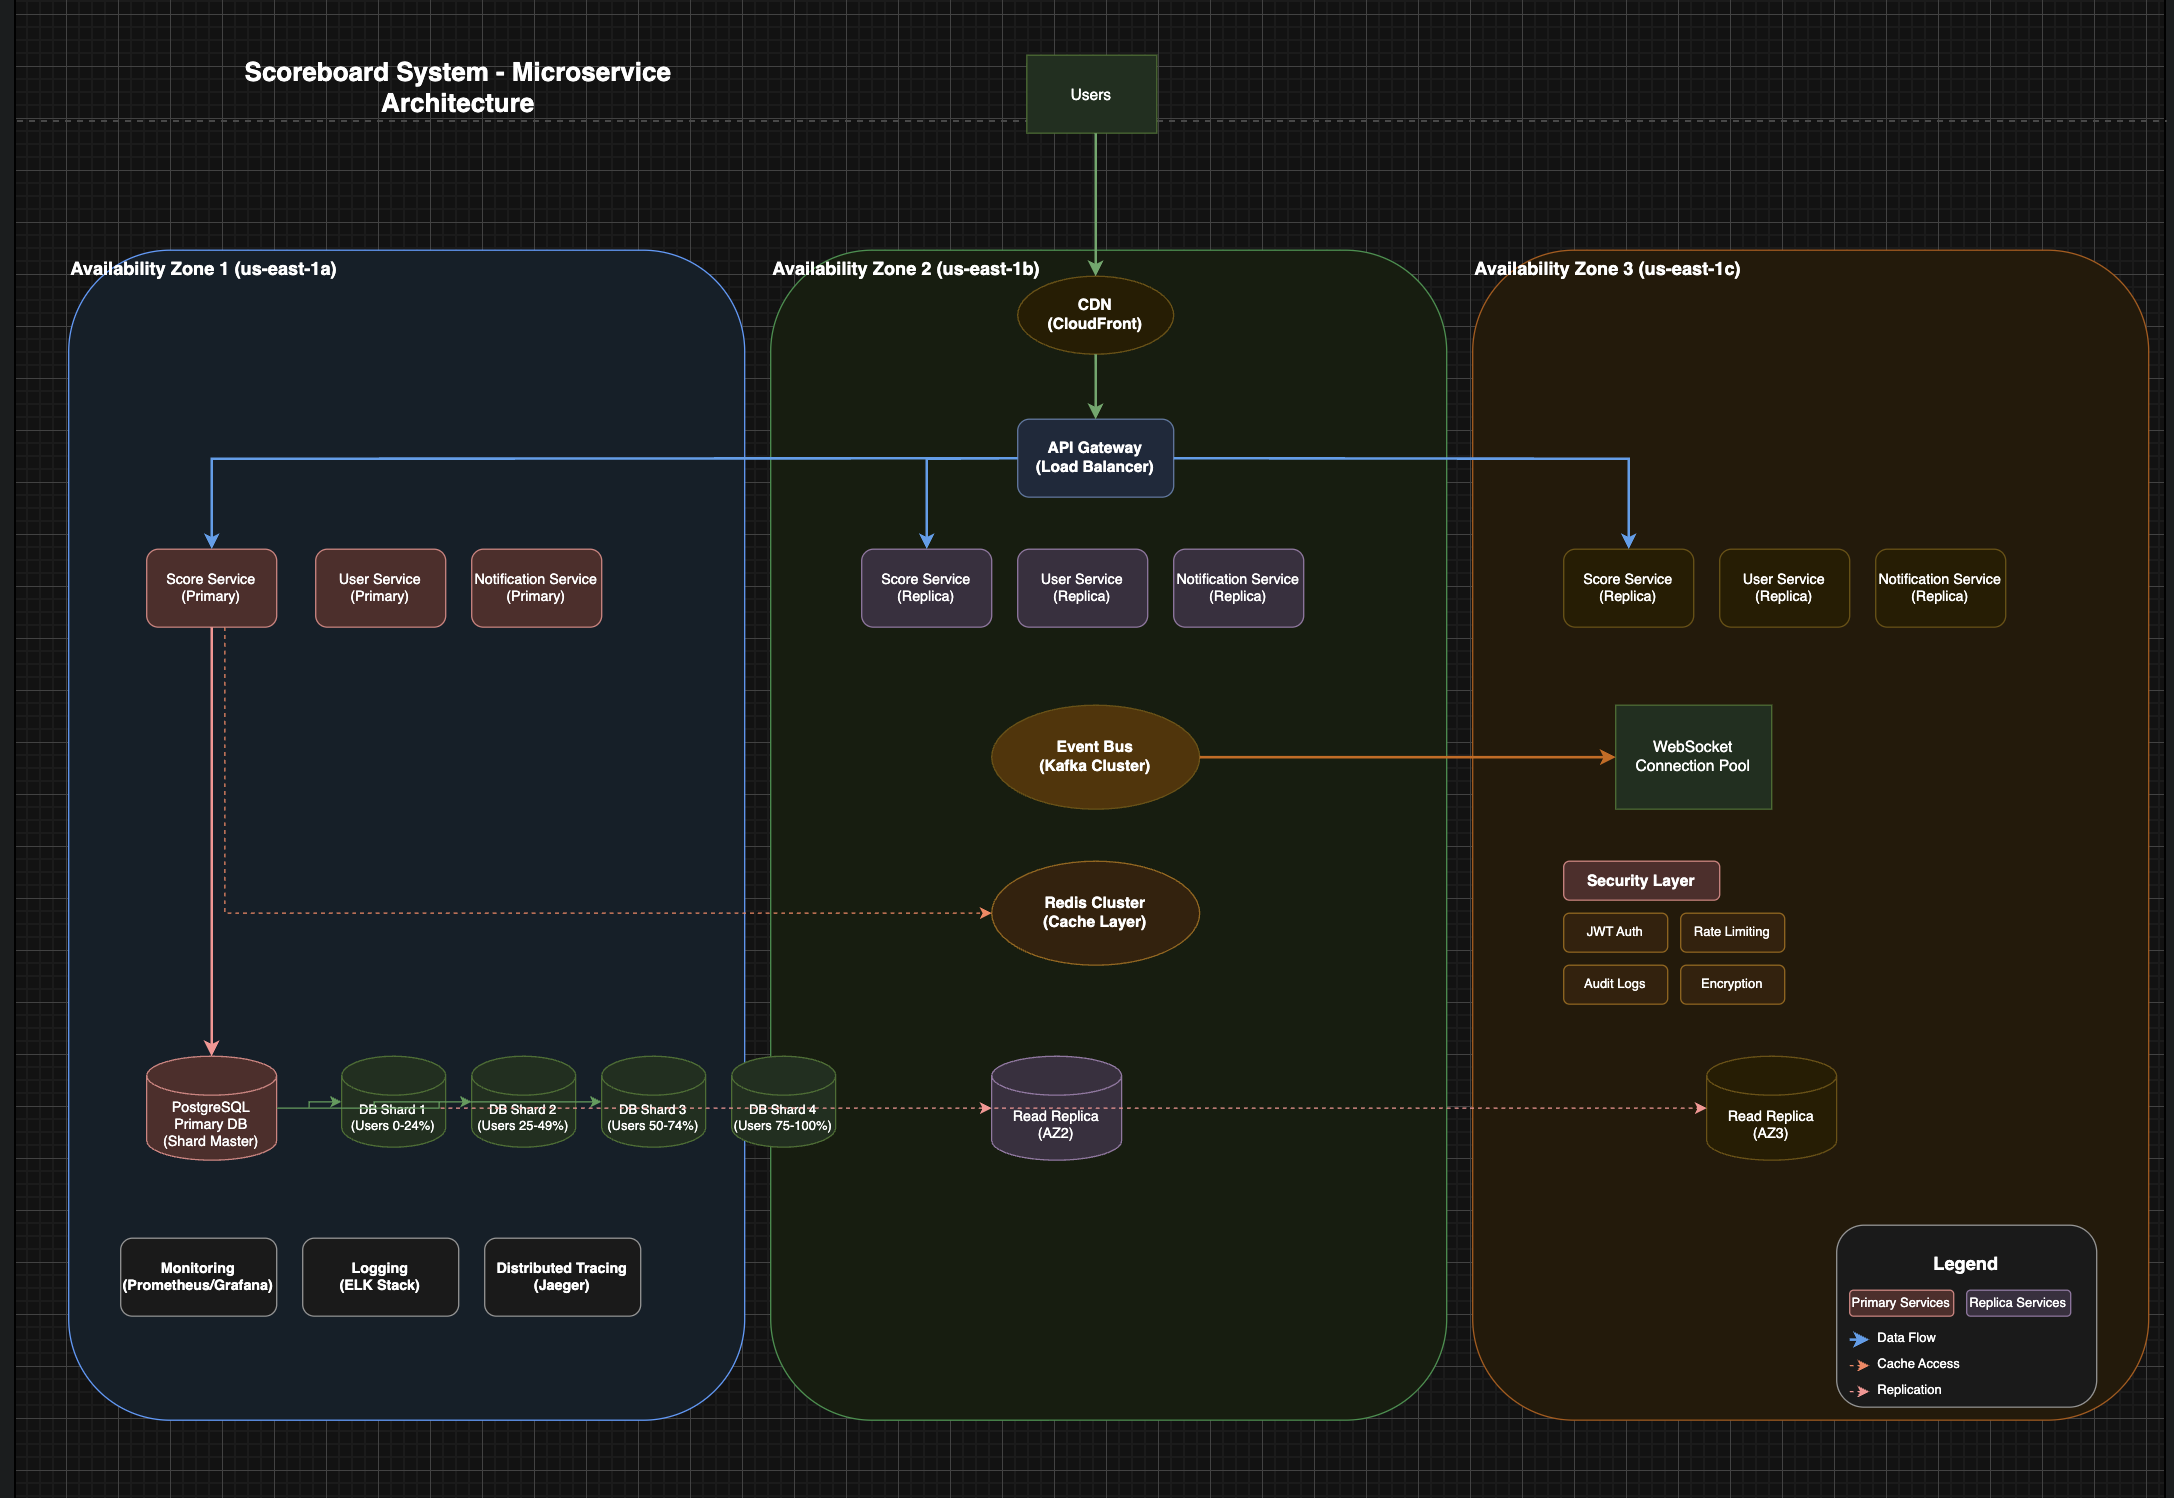 Scoreboard System - Microservice
Architecture
Users
Availability Zone 1 (us-east-1a)
Availability Zone 2 (us-east-1b)
Availability Zone 3 (us-east-1c)
CDN
(CloudFront)
API Gateway
(Load Balancer)
Score Service
(Primary)
User Service
(Primary)
Notification Service
(Primary)
Score Service
(Replica)
User Service
(Replica)
Notification Service
(Replica)
Score Service
(Replica)
User Service
(Replica)
Notification Service
(Replica)
Event Bus
(Kafka Cluster)
WebSocket
Connection Pool
Redis Cluster
(Cache Layer)
Security Layer
JWT Auth
Rate Limiting
Audit Logs
Encryption
PostgreSQL
Primary DB
(Shard Master)
DB Shard 1
(Users 0-24%)
DB Shard 2
(Users 25-49%)
DB Shard 3
(Users 50-74%)
DB Shard 4
(Users 75-100%)
Read Replica
(AZ2)
Read Replica
(AZ3)
Monitoring
(Prometheus/Grafana)
Logging
(ELK Stack)
Distributed Tracing
(Jaeger)
Legend
Primary Services
Replica Services
Data Flow
Cache Access
Replication